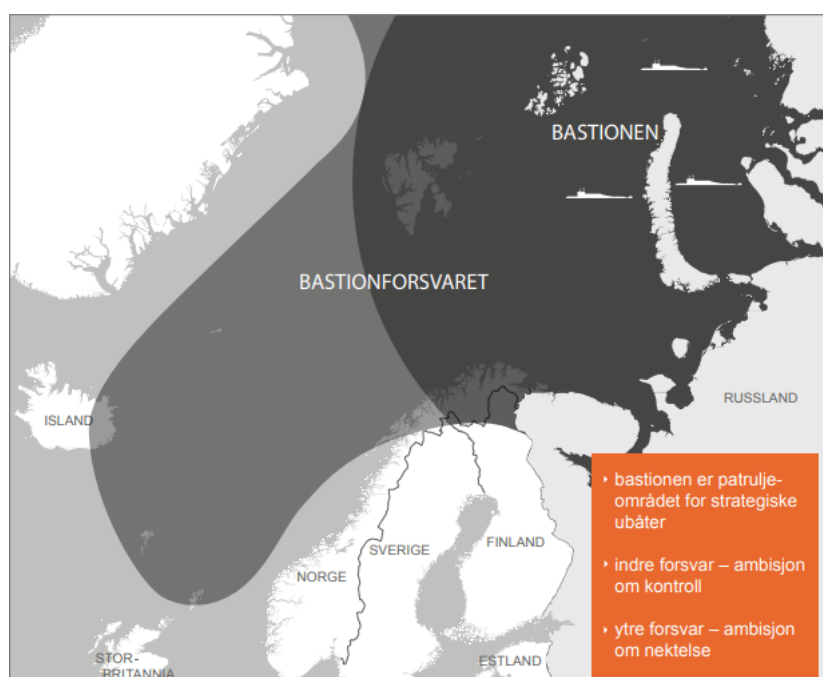 BASTIONEN
BASTIONFORSVARET
ISLAND
RUSSLAND
NORGE
SVERIGE
FINLAND
STOR-
BRITANNIA
ESTLAND
‣ bastionen er patrulje-
området for strategiske
ubåter
‣ indre forsvar – ambisjon
om kontroll
‣ ytre forsvar – ambisjon
om nektelse